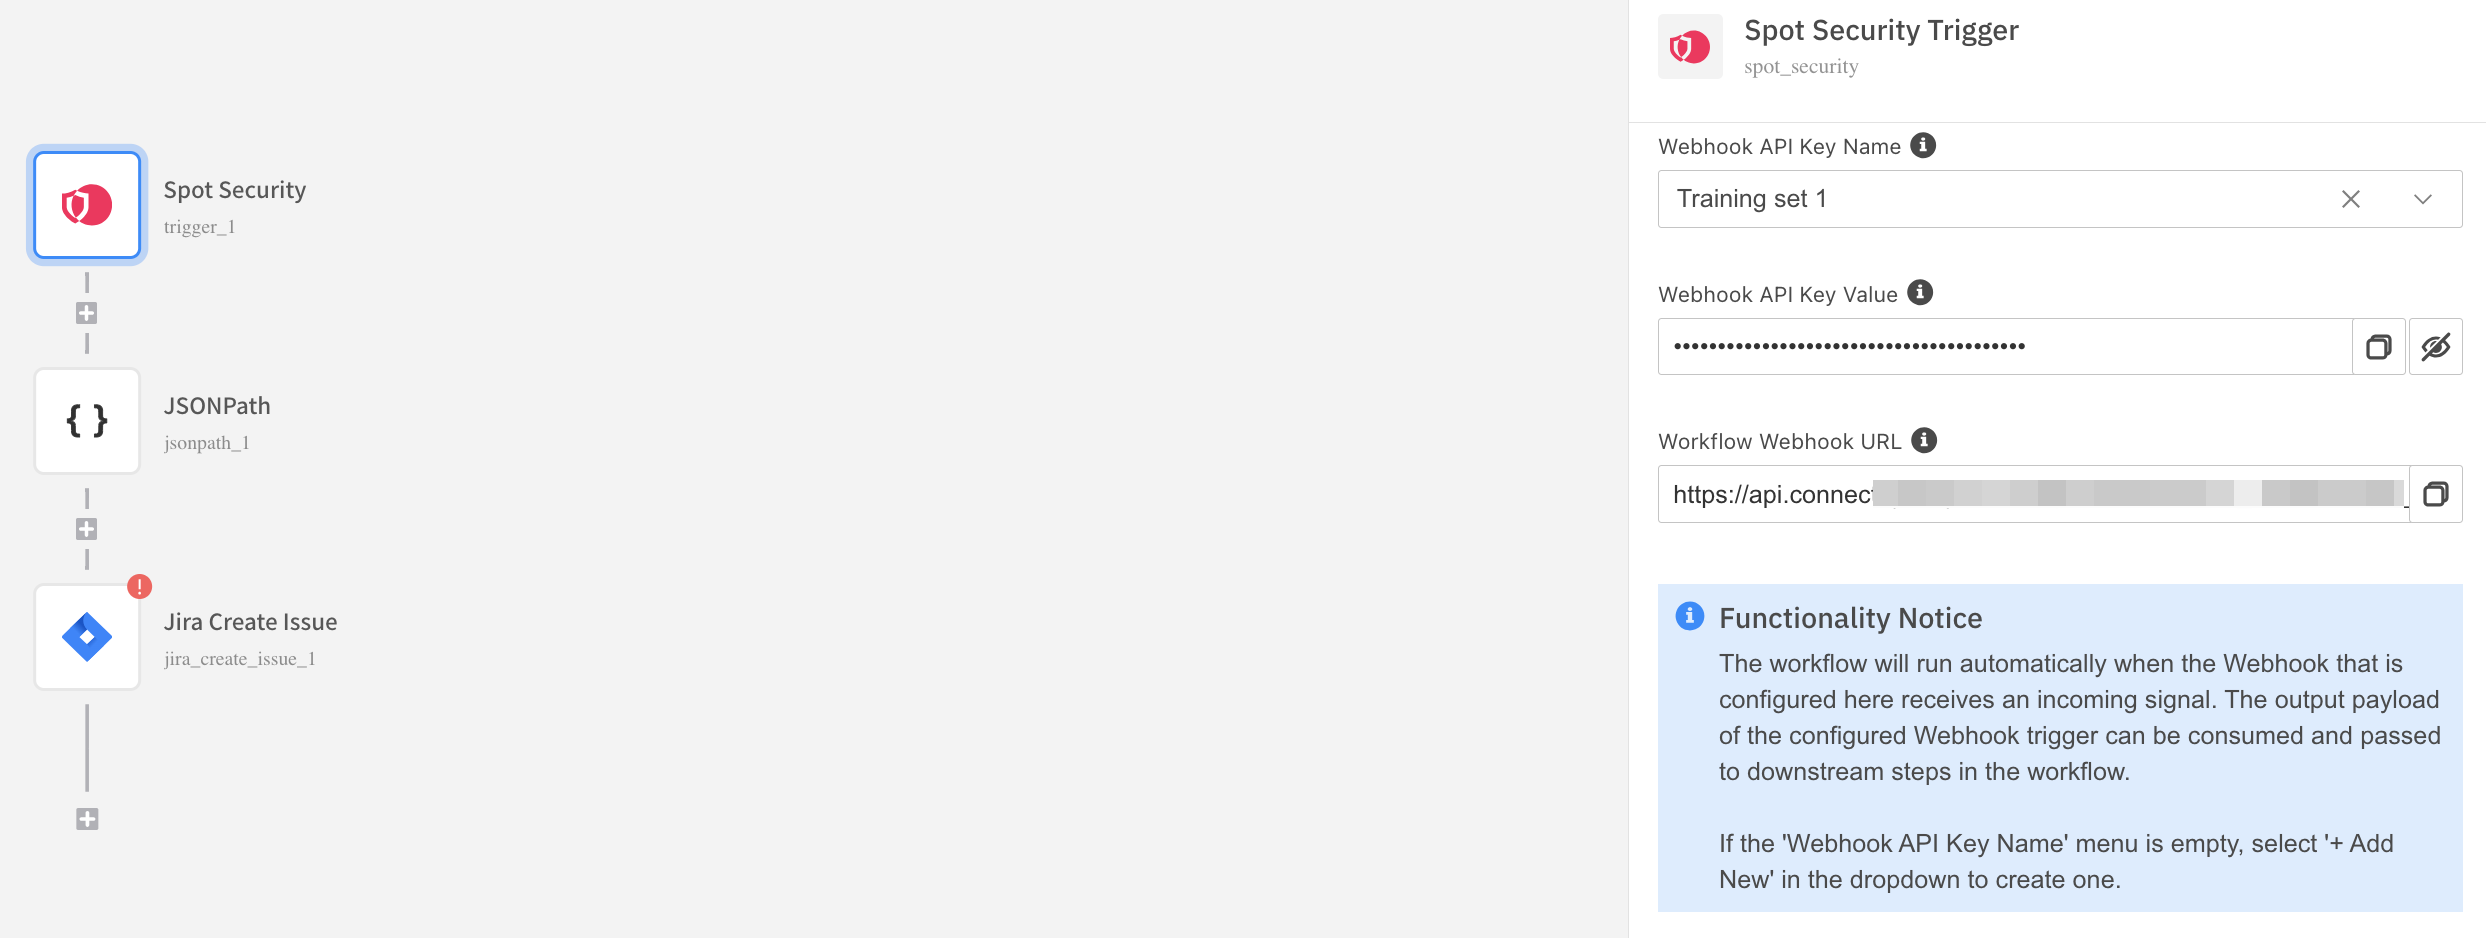 Spot Security
trigger_1
JSONPath
jsonpath_1
Jira Create Issue
jira_create_issue_1
Spot Security Trigger
spot_security
Webhook API Key Name
Training set 1
Webhook API Key Value
Workflow Webhook URL
https://api.connect
Functionality Notice
The workflow will run automatically when the Webhook that is
configured here receives an incoming signal. The output payload
of the configured Webhook trigger can be consumed and passed
to downstream steps in the workflow.
If the 'Webhook API Key Name' menu is empty, select '+ Add
New' in the dropdown to create one.